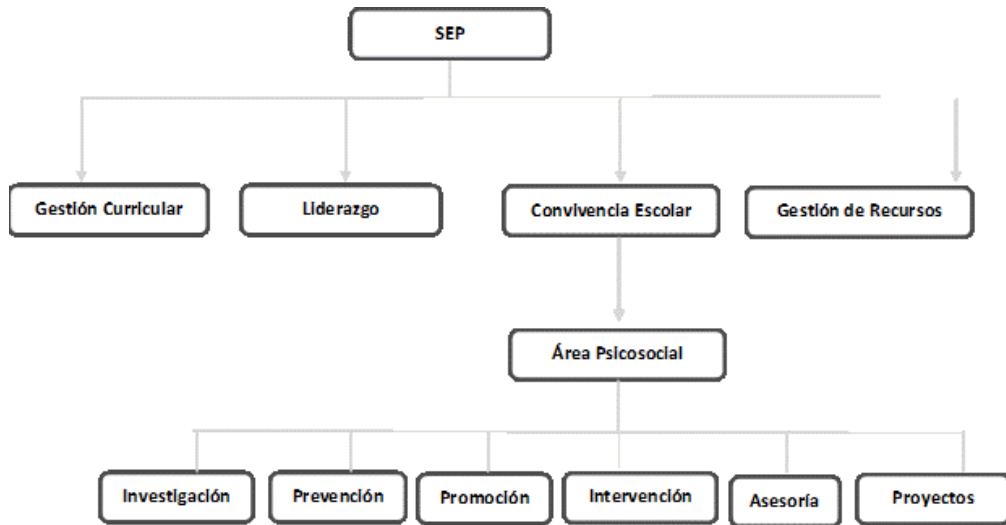 SEP
Gestión Curricular
Liderazgo
Convivencia Escolar
Gestión de Recursos
Área Psicosocial
Investigación
Prevención
Promoción
Intervención
Asesoría
Proyectos